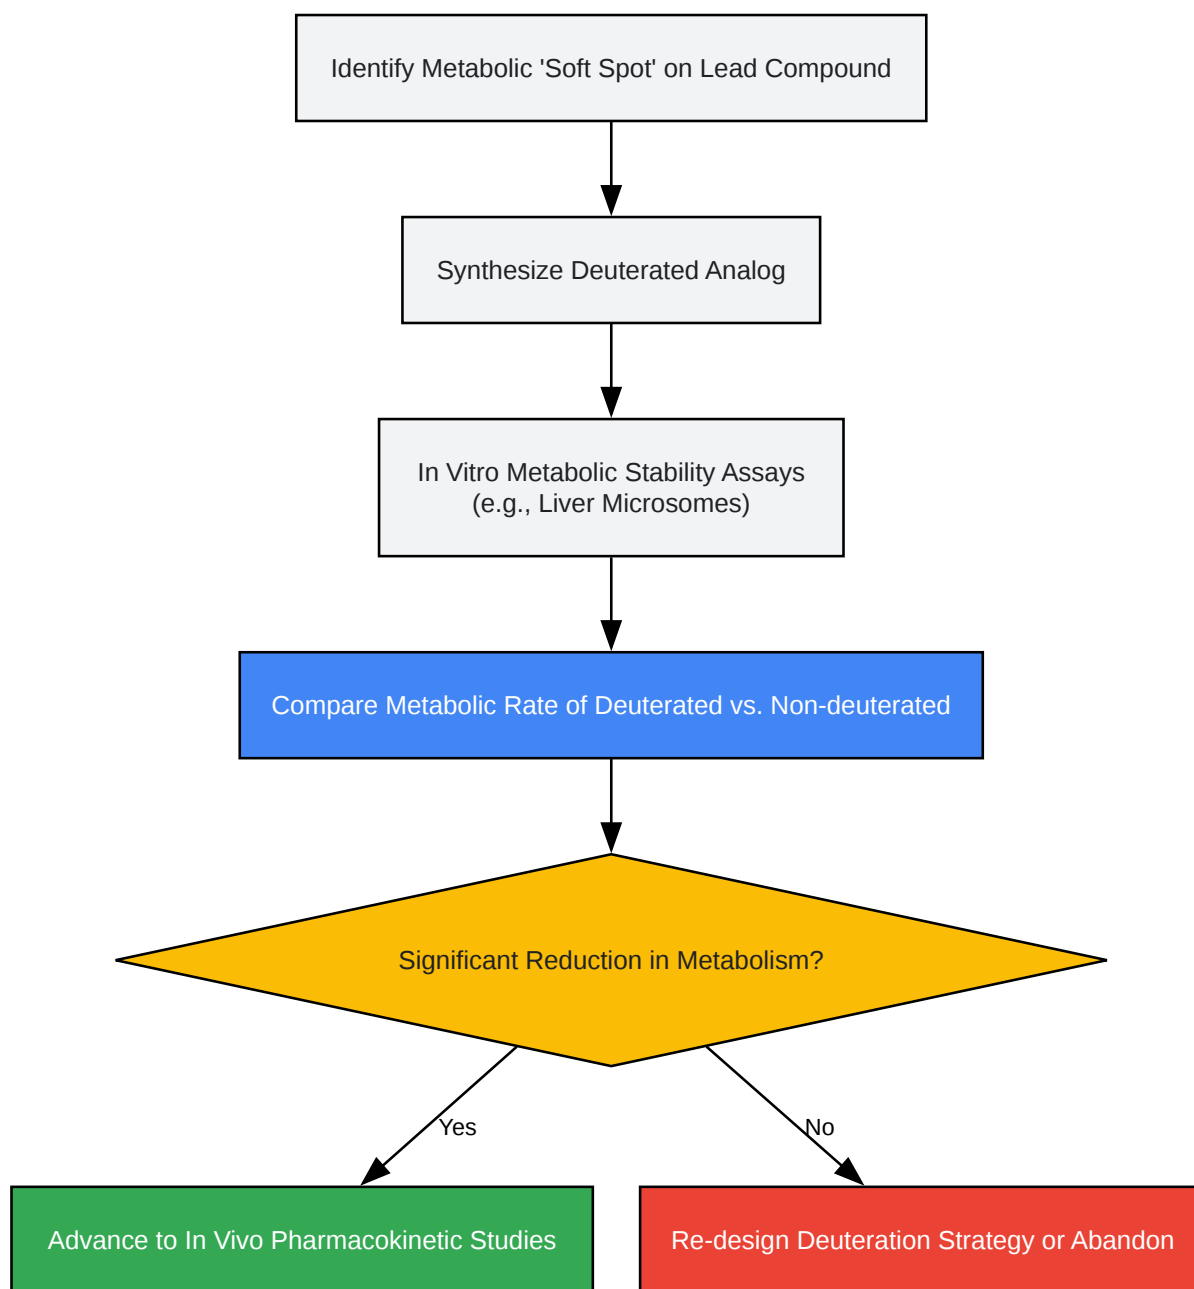 Identify Metabolic 'Soft Spot' on Lead Compound
Synthesize Deuterated Analog
In Vitro Metabolic Stability Assays
(e.g., Liver Microsomes)
Compare Metabolic Rate of Deuterated vs. Non-deuterated
Significant Reduction in Metabolism?
Yes
No
Advance to In Vivo Pharmacokinetic Studies
Re-design Deuteration Strategy or Abandon